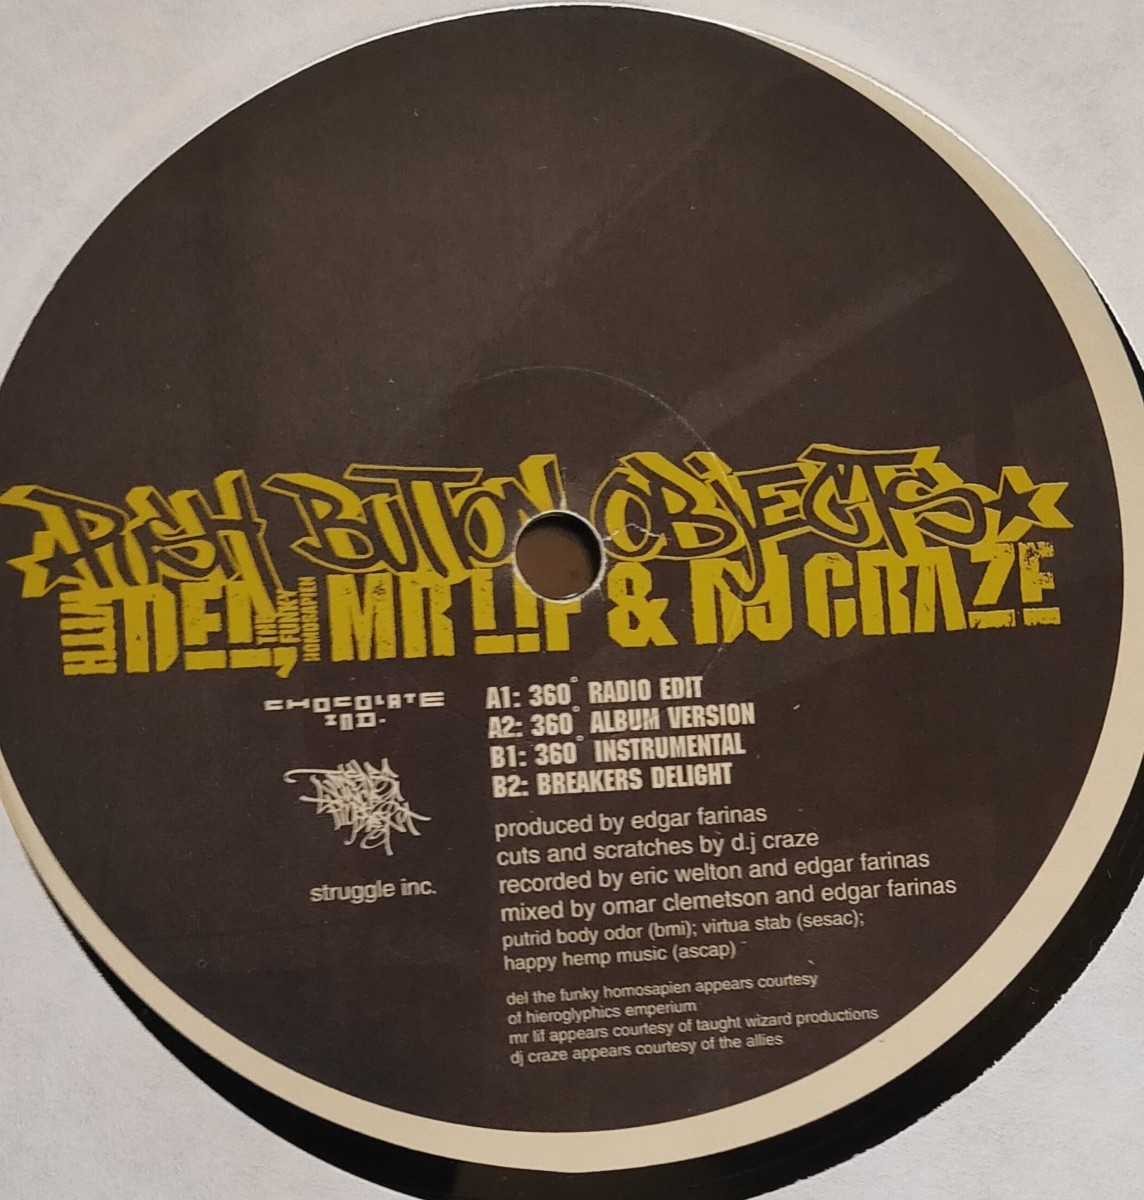 PUSH BUTTON OBJECTS
WITH DEL THE FUNKY HOMOSAPIEN, MR LIF & DJ CRAZE
CHOCOLATE
IND.
struggle inc.
A1: 360° RADIO EDIT
A2: 360° ALBUM VERSION
B1: 360° INSTRUMENTAL
B2: BREAKERS DELIGHT
produced by edgar farinas
cuts and scratches by d.j craze
recorded by eric welton and edgar farinas
mixed by omar clemetson and edgar farinas
putrid body odor (bmi); virtua stab (sesac);
happy hemp music (ascap)
del the funky homosapien appears courtesy
of hieroglyphics emperium
mr lif appears courtesy of taught wizard productions
dj craze appears courtesy of the allies